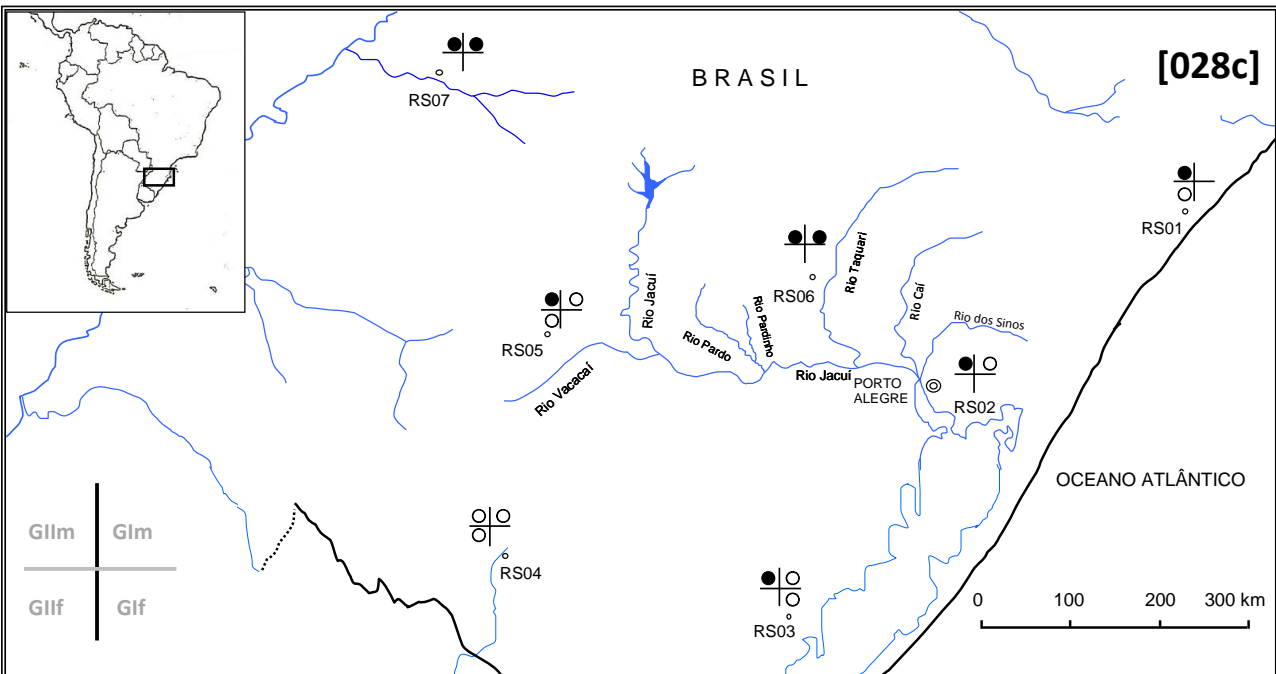 BRASIL
[028c]
RS07
RS01
RS06
Rio Taquari
Rio Jacuí
Rio Caí
Rio dos Sinos
Rio Pardinho
RS05
Rio Pardo
Rio Vacacaí
Rio Jacuí
PORTO
ALEGRE
RS02
OCEANO ATLÂNTICO
GIIm
GIm
GIIf
GIf
RS04
RS03
0 100 200 300 km